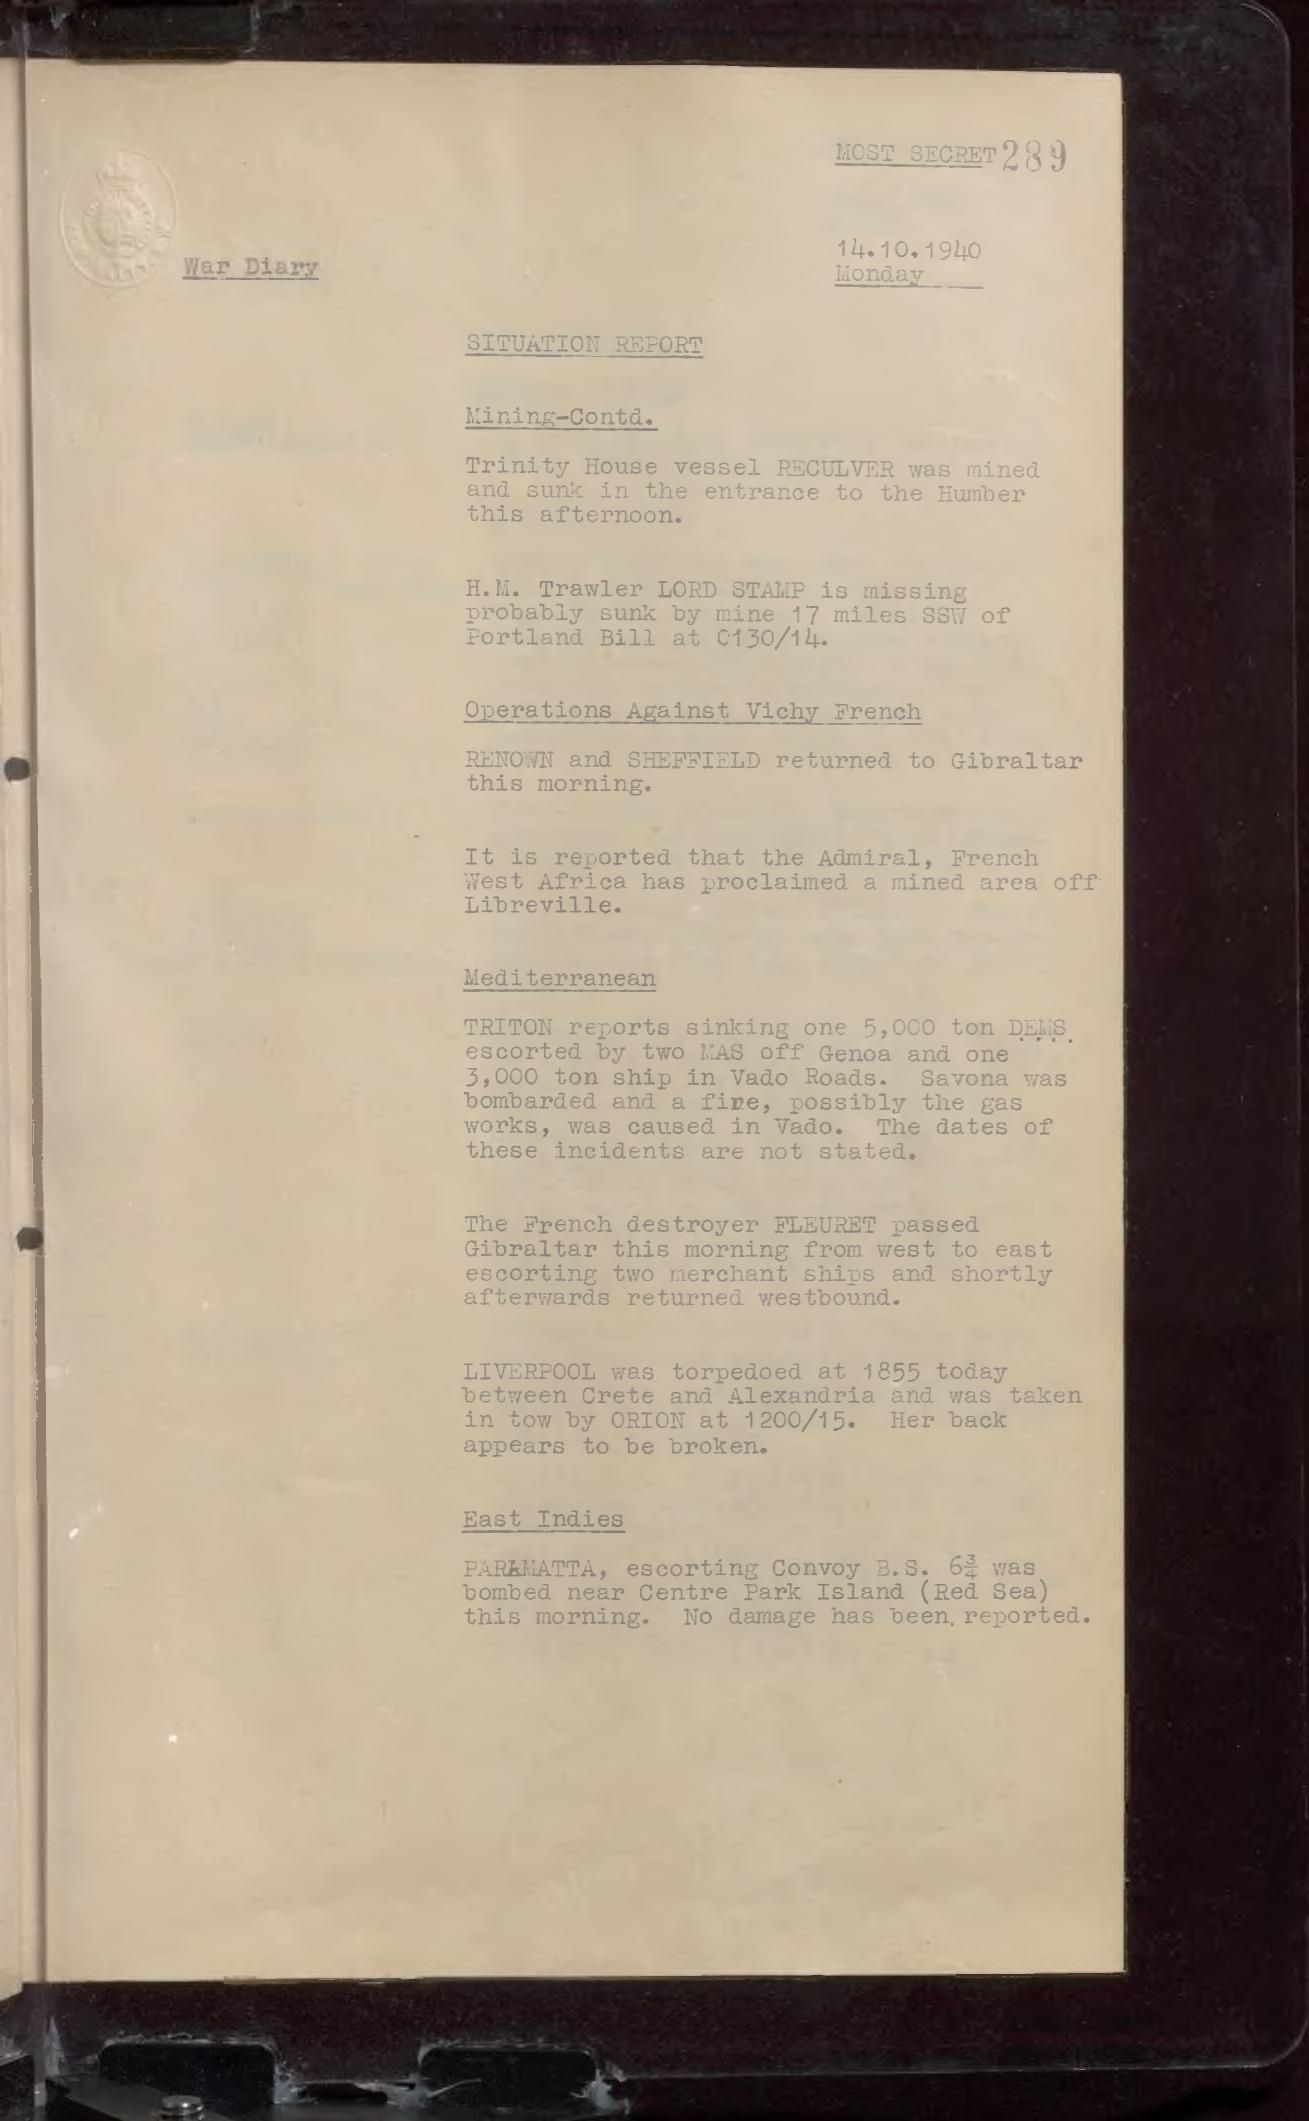 MOST SECRET 289
14.10.1940
War Diary
Monday
SITUATION REPORT
Mining-Contd.
Trinity House vessel RECULVER was mined
and sunk in the entrance to the Humber
this afternoon.
H.M. Trawler LORD STAMP is missing
probably sunk by mine 17 miles SSW of
Portland Bill at 0130/14.
Operations Against Vichy French
RENOWN and SHEFFIELD returned to Gibraltar
this morning.
It is reported that the Admiral, French
West Africa has proclaimed a mined area off
Libreville.
Mediterranean
TRITON reports sinking one 5,000 ton DEMS
escorted by two MAS off Genoa and one
3,000 ton ship in Vado Roads. Savona was
bombarded and a fire, possibly the gas
works, was caused in Vado. The dates of
these incidents are not stated.
The French destroyer FLEURET passed
Gibraltar this morning from west to east
escorting two merchant ships and shortly
afterwards returned westbound.
LIVERPOOL was torpedoed at 1855 today
between Crete and Alexandria and was taken
in tow by ORION at 1200/15. Her back
appears to be broken.
East Indies
PARAMATTA, escorting Convoy B.S. 6¾ was
bombed near Centre Park Island (Red Sea)
this morning. No damage has been reported.